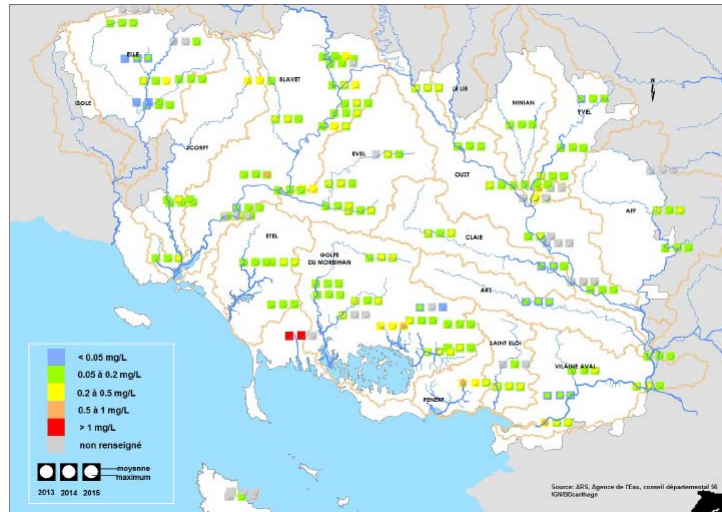 ELLE
ISOLE
BLAVET
LE LIE
NINIAN
YVEL
N
SCORFF
EVEL
OUST
AFF
ETEL
CLAIE
GOLFE
DU MORBIHAN
ARS
SAINT ELOI
VILAINE AVAL
PENERF
< 0.05 mg/L
0.05 à 0.2 mg/L
0.2 à 0.5 mg/L
0.5 à 1 mg/L
> 1 mg/L
non renseigné
moyenne
maximum
2013 2014 2015
Source: ARS, Agence de l'Eau, conseil départemental 56
IGN/BDcarthage